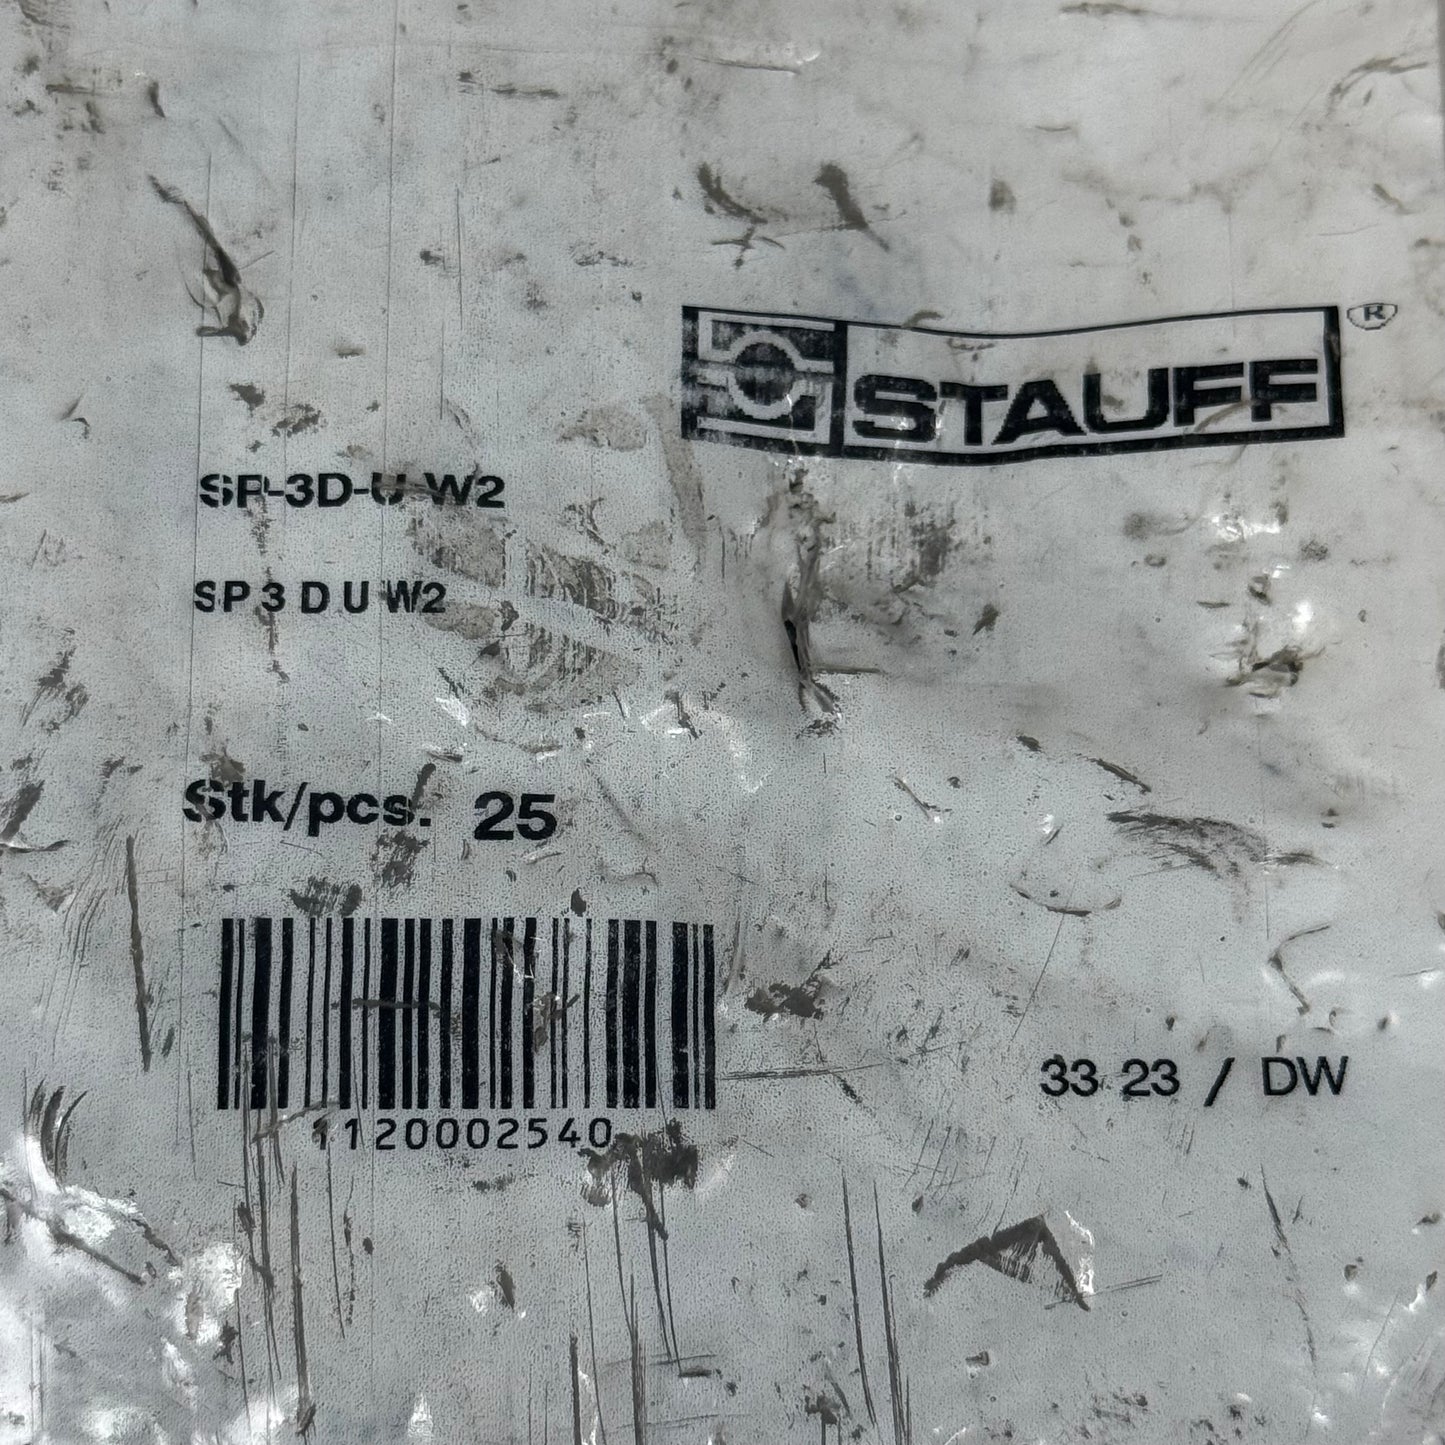 STAUFF ®
SP-3D-U-W2
SP 3 D U W2
Stk/pcs. 25
1120002540
33 23 / DW